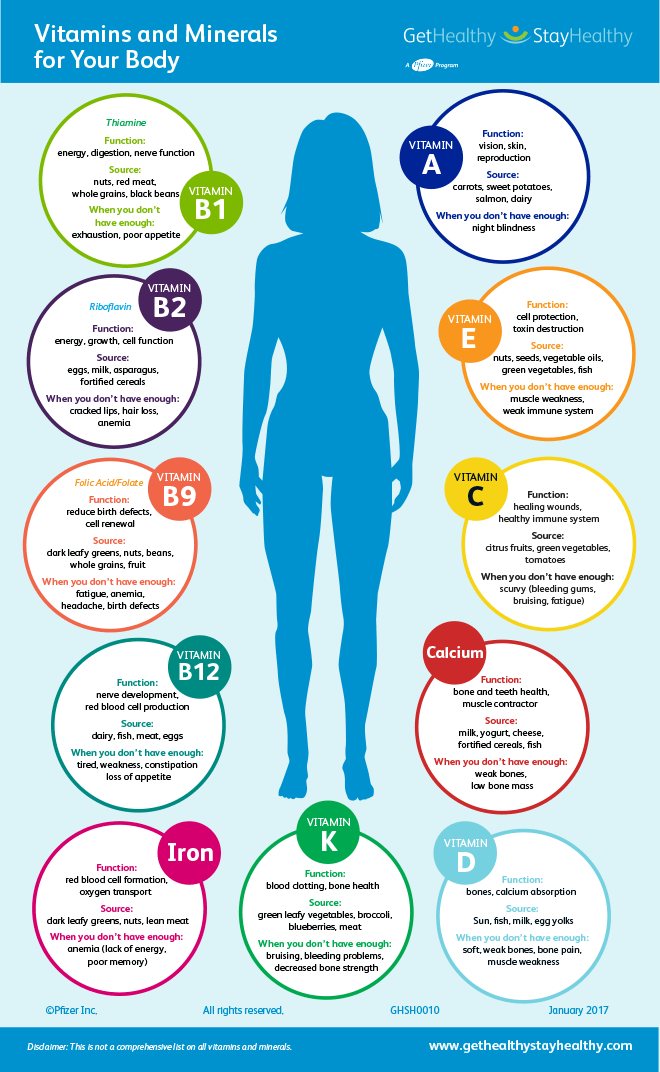 Vitamins and Minerals
for Your Body
GetHealthy StayHealthy
A Pfizer Program
Thiamine
Function:
energy, digestion, nerve function
Source:
nuts, red meat,
whole grains, black beans
When you don't
have enough:
exhaustion, poor appetite
VITAMIN
B1
VITAMIN
A
Function:
vision, skin,
reproduction
Source:
carrots, sweet potatoes,
salmon, dairy
When you don't have enough:
night blindness
VITAMIN
B2
Riboflavin
Function:
energy, growth, cell function
Source:
eggs, milk, asparagus,
fortified cereals
When you don't have enough:
cracked lips, hair loss,
anemia
VITAMIN
E
Function:
cell protection,
toxin destruction
Source:
nuts, seeds, vegetable oils,
green vegetables, fish
When you don't have enough:
muscle weakness,
weak immune system
VITAMIN
B9
Folic Acid/Folate
Function:
reduce birth defects,
cell renewal
Source:
dark leafy greens, nuts, beans,
whole grains, fruit
When you don't have enough:
fatigue, anemia,
headache, birth defects
VITAMIN
C
Function:
healing wounds,
healthy immune system
Source:
citrus fruits, green vegetables,
tomatoes
When you don't have enough:
scurvy (bleeding gums,
bruising, fatigue)
VITAMIN
B12
Function:
nerve development,
red blood cell production
Source:
dairy, fish, meat, eggs
When you don't have enough:
tired, weakness, constipation
loss of appetite
Calcium
Function:
bone and teeth health,
muscle contractor
Source:
milk, yogurt, cheese,
fortified cereals, fish
When you don't have enough:
weak bones,
low bone mass
Iron
Function:
red blood cell formation,
oxygen transport
Source:
dark leafy greens, nuts, lean meat
When you don't have enough:
anemia (lack of energy,
poor memory)
VITAMIN
K
Function:
blood clotting, bone health
Source:
green leafy vegetables, broccoli,
blueberries, meat
When you don't have enough:
bruising, bleeding problems,
decreased bone strength
VITAMIN
D
Function:
bones, calcium absorption
Source:
Sun, fish, milk, egg yolks
When you don't have enough:
soft, weak bones, bone pain,
muscle weakness
©Pfizer Inc. All rights reserved. GHSH0010 January 2017
Disclaimer: This is not a comprehensive list on all vitamins and minerals.
www.gethealthystayhealthy.com